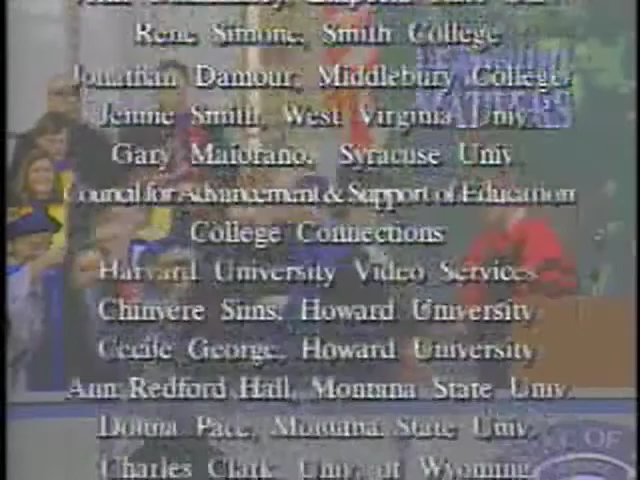 Rene Simone, Smith College
Jonathan Damour, Middlebury College
Jennie Smith, West Virginia Univ.
Gary Maiorano, Syracuse Univ.
Council for Advancement & Support of Education
College Connections
Harvard University Video Services
Chinyere Sims, Howard University
Cecile George, Howard University
Ann Redford Hall, Montana State Univ.
Donna Pace, Montana State Univ.
Charles Clark, Univ. of Wyoming
OF